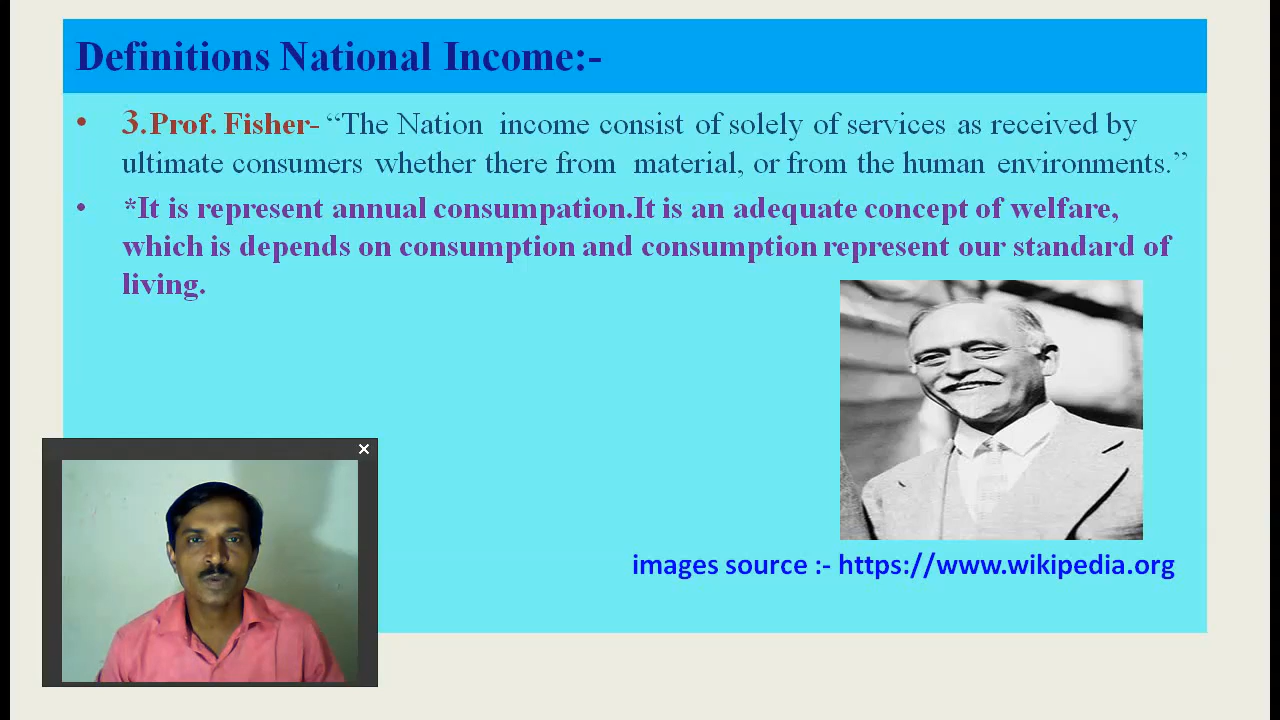 Definitions National Income:-
• 3.Prof. Fisher- “The Nation income consist of solely of services as received by
ultimate consumers whether there from material, or from the human environments.”
• *It is represent annual consumpation.It is an adequate concept of welfare,
which is depends on consumption and consumption represent our standard of
living.
images source :- https://www.wikipedia.org